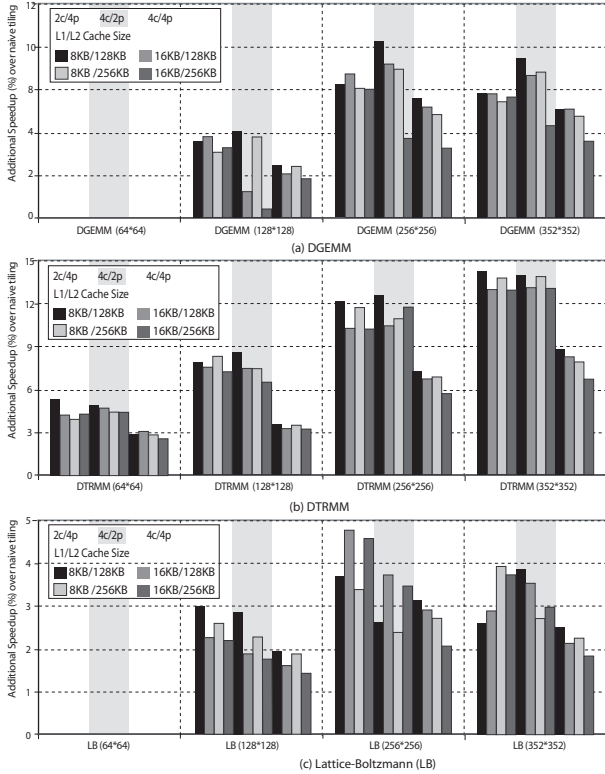 12
10
8
4
2
0
Additional Speedup (%) over naive tiling
2c/4p 4c/2p 4c/4p
L1/L2 Cache Size
8KB/128KB 16KB/128KB
8KB /256KB 16KB/256KB
DGEMM (64*64) DGEMM (128*128) DGEMM (256*256) DGEMM (352*352)
(a) DGEMM
15
12
9
6
3
0
Additional Speedup (%) over naive tiling
2c/4p 4c/2p 4c/4p
L1/L2 Cache Size
8KB/128KB 16KB/128KB
8KB /256KB 16KB/256KB
DTRMM (64*64) DTRMM (128*128) DTRMM (256*256) DTRMM (352*352)
(b) DTRMM
5
4
3
2
1
0
Additional Speedup (%) over naive tiling
2c/4p 4c/2p 4c/4p
L1/L2 Cache Size
8KB/128KB 16KB/128KB
8KB /256KB 16KB/256KB
LB (64*64) LB (128*128) LB (256*256) LB (352*352)
(c) Lattice-Boltzmann (LB)